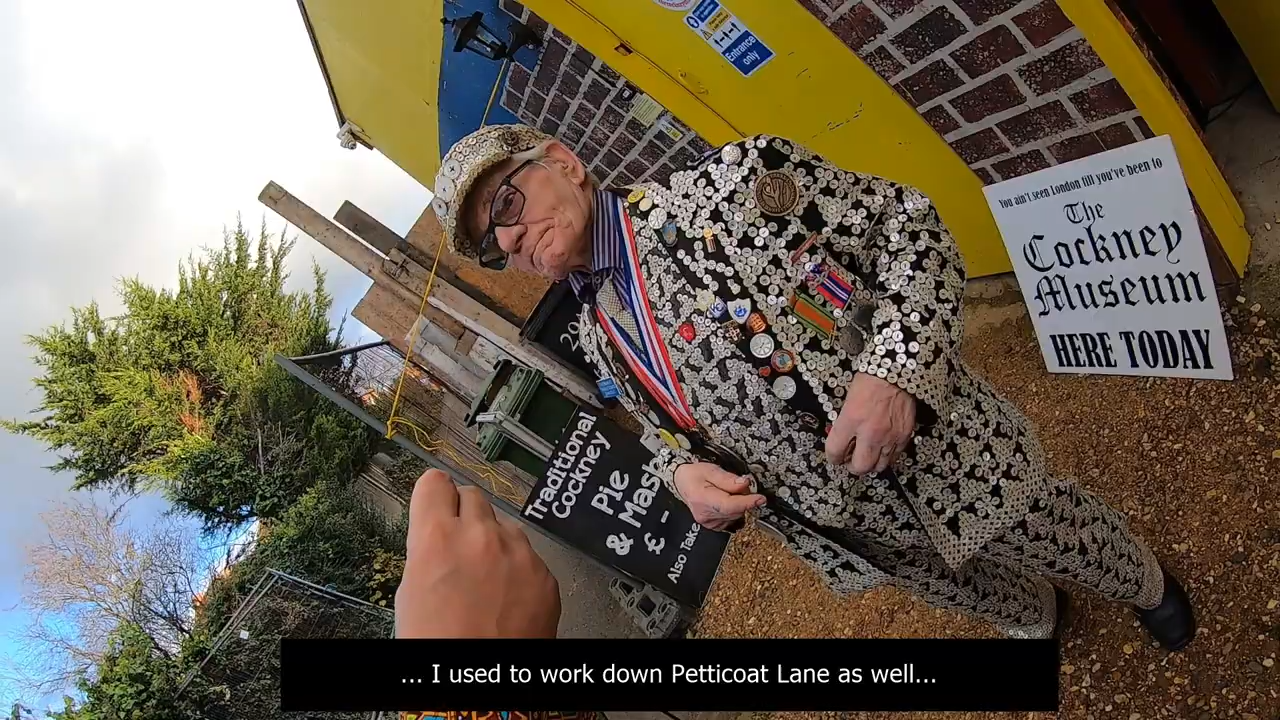 Entrance
only
You ain't seen London till you've been to
The
Cockney
Museum
HERE TODAY
29
Traditional
Cockney
Pie
& Mash
£ -
Also Take
... I used to work down Petticoat Lane as well...